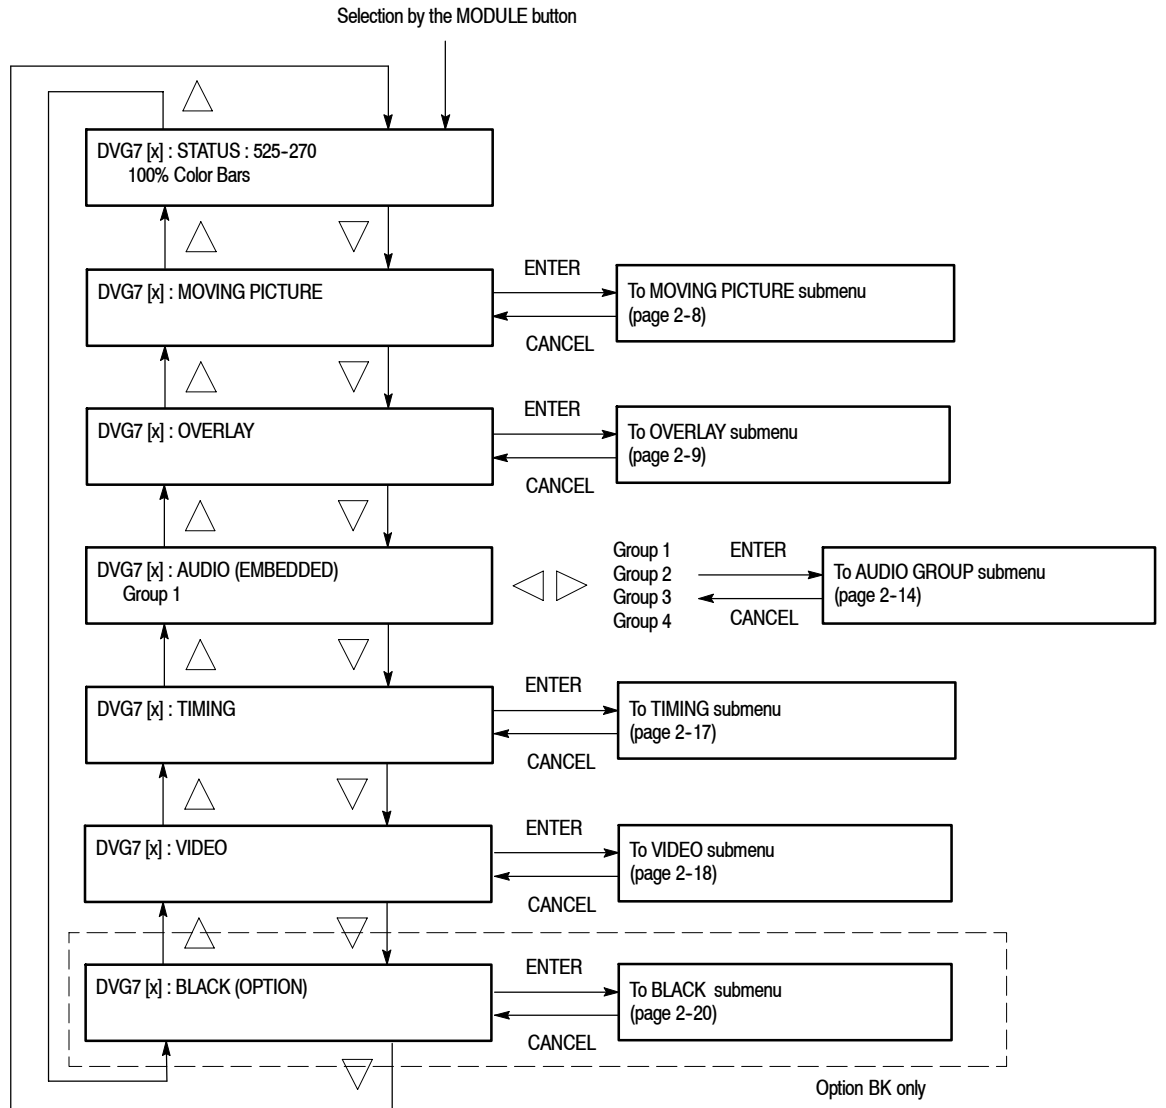 Selection by the MODULE button
DVG7 [x] : STATUS : 525-270
100% Color Bars
DVG7 [x] : MOVING PICTURE
ENTER
CANCEL
To MOVING PICTURE submenu
(page 2-8)
DVG7 [x] : OVERLAY
ENTER
CANCEL
To OVERLAY submenu
(page 2-9)
DVG7 [x] : AUDIO (EMBEDDED)
Group 1
Group 1
Group 2
Group 3
Group 4
ENTER
CANCEL
To AUDIO GROUP submenu
(page 2-14)
DVG7 [x] : TIMING
ENTER
CANCEL
To TIMING submenu
(page 2-17)
DVG7 [x] : VIDEO
ENTER
CANCEL
To VIDEO submenu
(page 2-18)
DVG7 [x] : BLACK (OPTION)
ENTER
CANCEL
To BLACK submenu
(page 2-20)
Option BK only